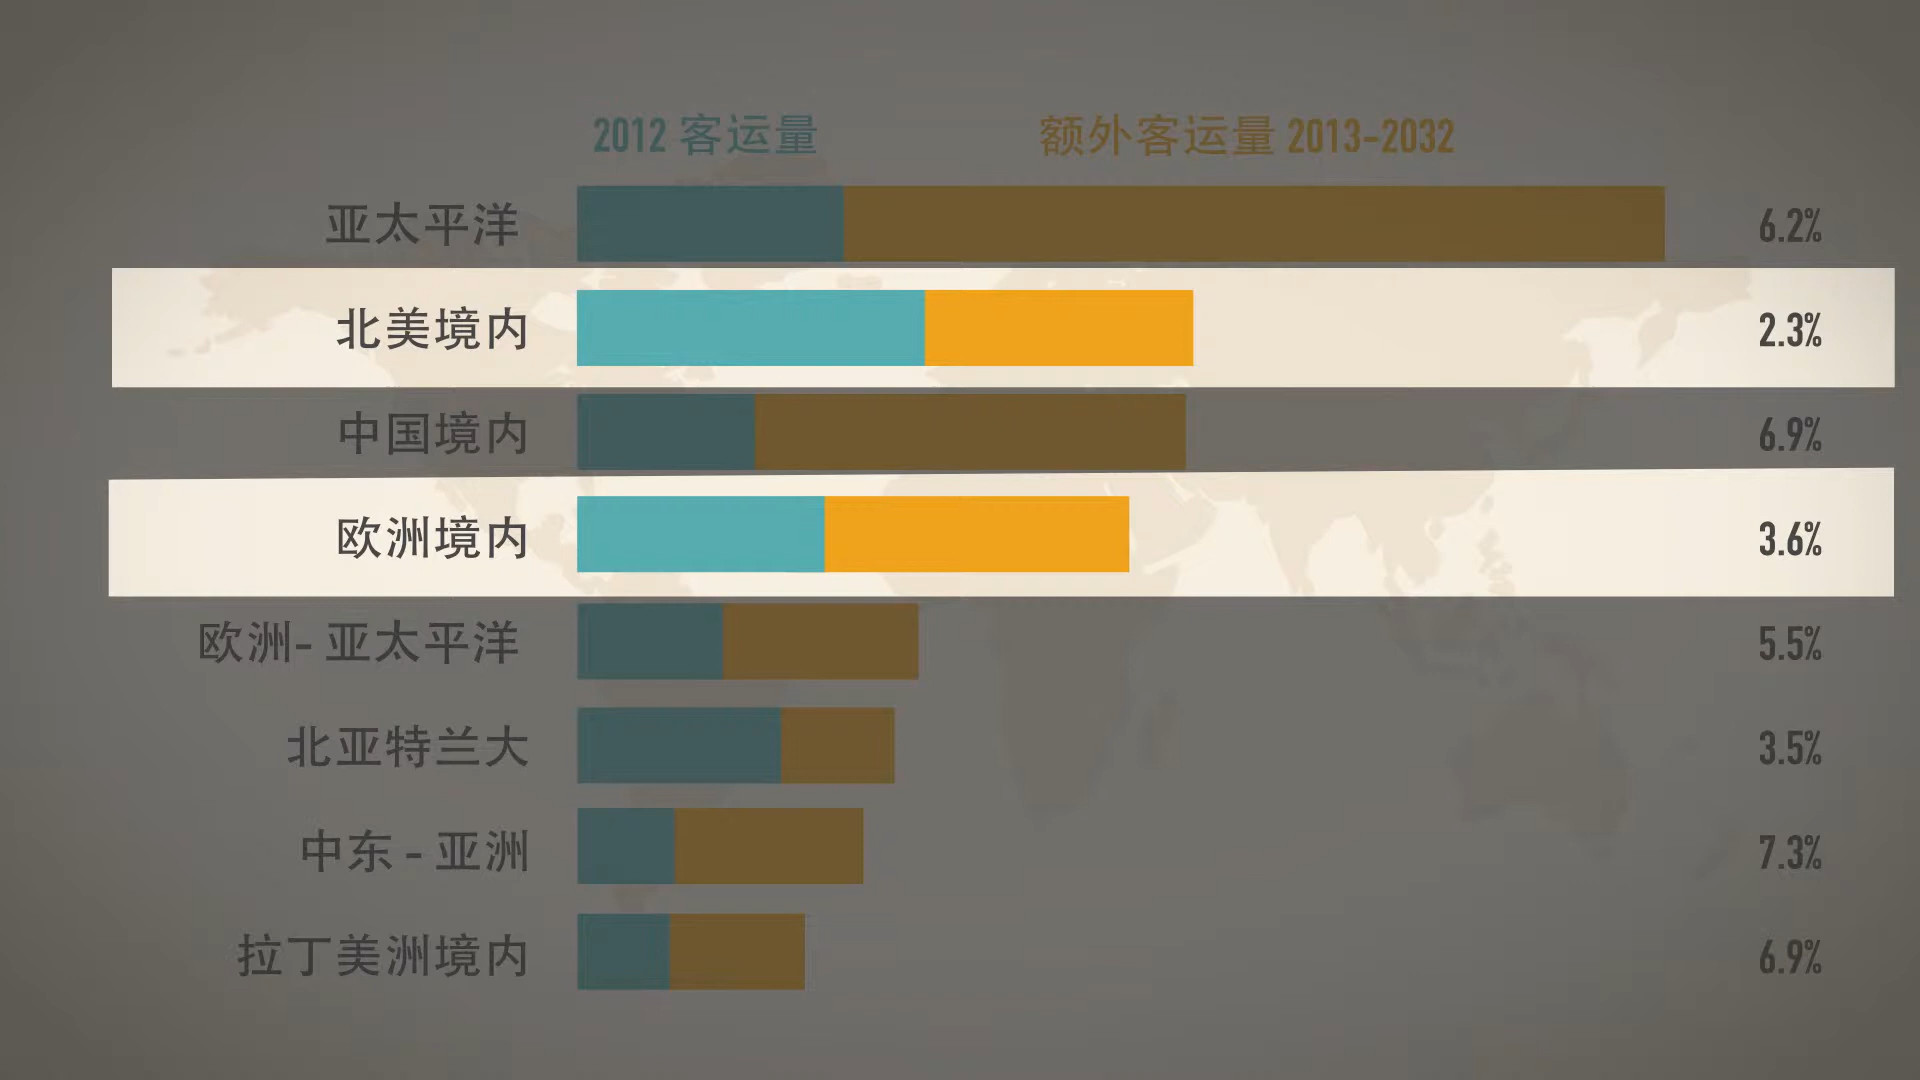 2012 客运量 额外客运量 2013-2032
亚太平洋 6.2%
北美境内 2.3%
中国境内 6.9%
欧洲境内 3.6%
欧洲- 亚太平洋 5.5%
北亚特兰大 3.5%
中东 - 亚洲 7.3%
拉丁美洲境内 6.9%